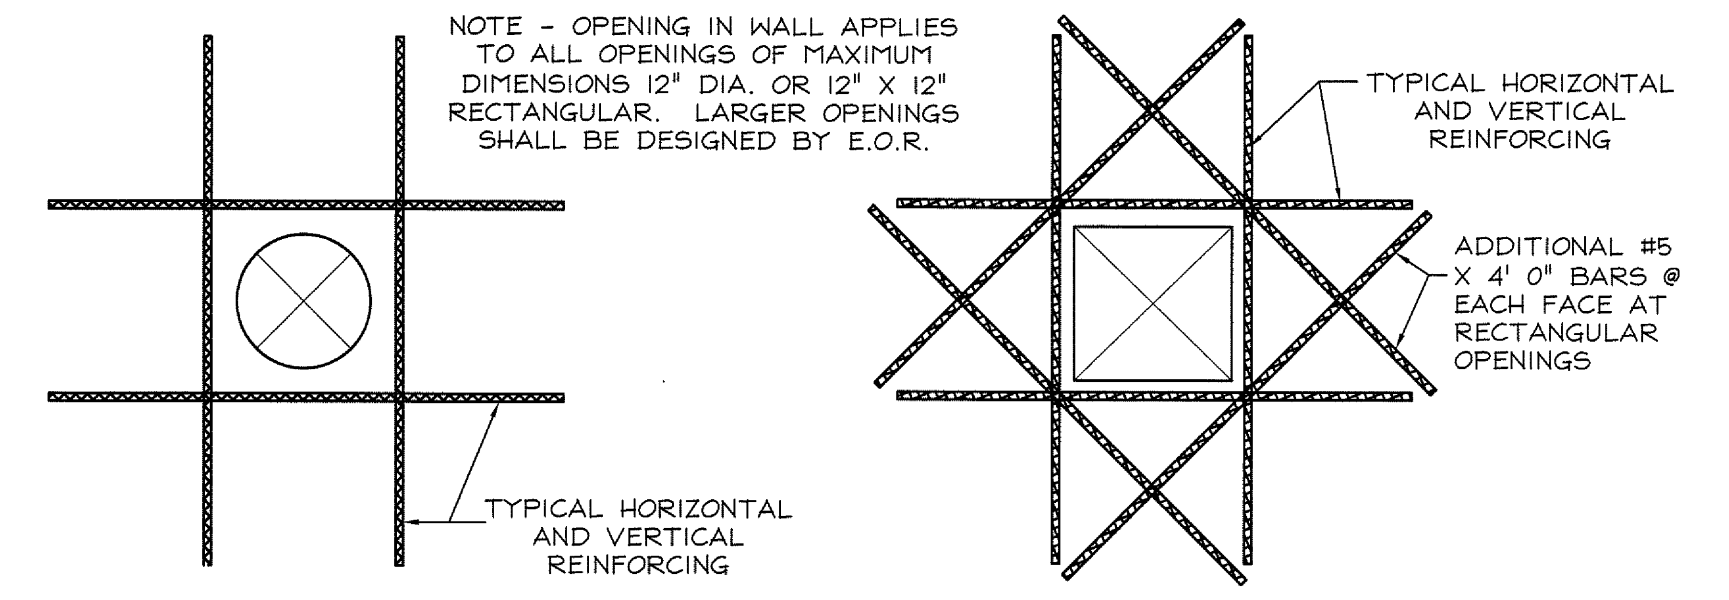 NOTE - OPENING IN WALL APPLIES
TO ALL OPENINGS OF MAXIMUM
DIMENSIONS 12" DIA. OR 12" X 12"
RECTANGULAR. LARGER OPENINGS
SHALL BE DESIGNED BY E.O.R.
TYPICAL HORIZONTAL
AND VERTICAL
REINFORCING
ADDITIONAL #5
X 4' 0" BARS @
EACH FACE AT
RECTANGULAR
OPENINGS
TYPICAL HORIZONTAL
AND VERTICAL
REINFORCING